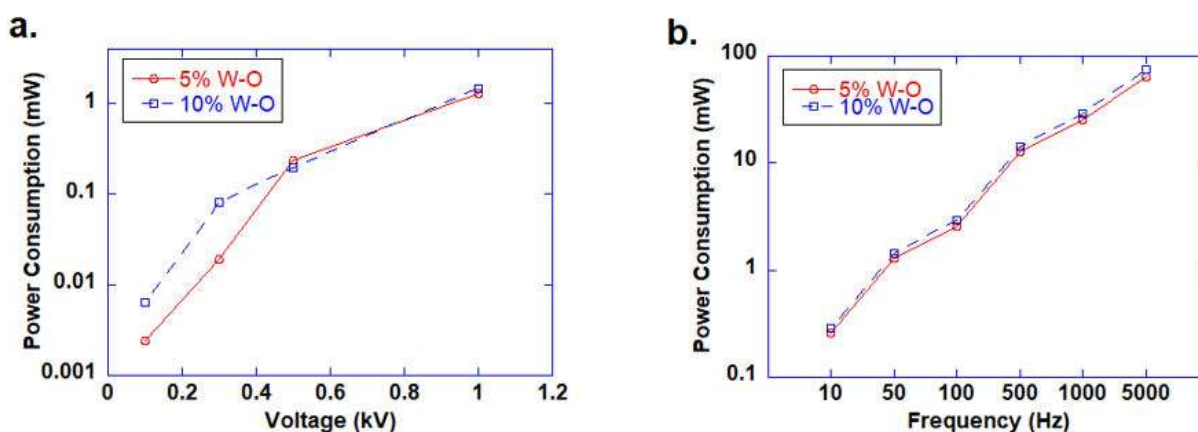 a.
Power Consumption (mW)
1
0.1
0.01
0.001
5% W-O
10% W-O
0 0.2 0.4 0.6 0.8 1 1.2
Voltage (kV)
b.
Power Consumption (mW)
100
10
1
0.1
5% W-O
10% W-O
10 50 100 500 1000 5000
Frequency (Hz)